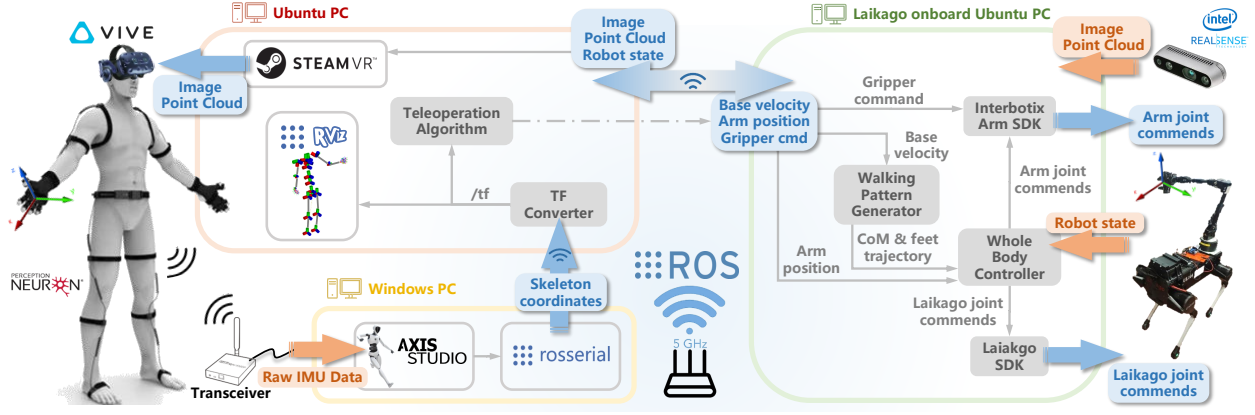 VIVE
Ubuntu PC
Laikago onboard Ubuntu PC
intel
REALSENSE
Image
Point Cloud
STEAMVR™
Image
Point Cloud
Robot state
Image
Point Cloud
Teleoperation
Algorithm
RViz
Base velocity
Arm position
Gripper cmd
Gripper
command
Interbotix
Arm SDK
Arm joint
commends
Base
velocity
Walking
Pattern
Generator
Arm joint
commends
/tf
TF
Converter
CoM & feet
trajectory
Arm
position
Whole
Body
Controller
Robot state
PERCEPTION
NEURON
ROS
Skeleton
coordinates
Windows PC
Laikago joint
commends
5 GHz
AXIS
STUDIO
rosserial
Raw IMU Data
Transceiver
Laiakgo
SDK
Laikago joint
commends